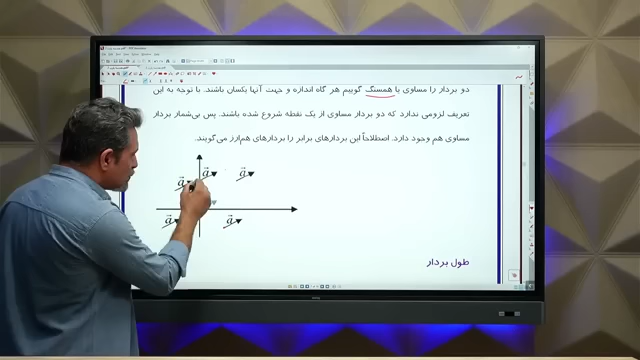 دو بردار را مساوی یا همسنگ گوییم هر گاه اندازه و جهت آنها یکسان باشند. با توجه به این
تعریف لزومی ندارد که دو بردار مساوی از یک نقطه شروع شده باشند. پس بی‌شمار بردار
مساوی هم وجود دارد. اصطلاحاً این بردارهای برابر را بردارهای هم‌ارز می‌گویند.
a a a
a a
طول بردار